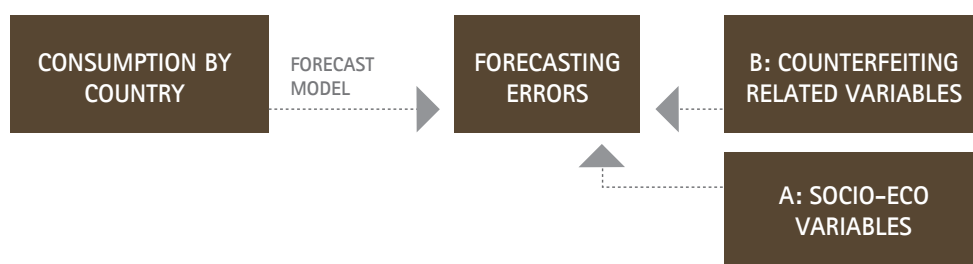 CONSUMPTION BY
COUNTRY
FORECAST
MODEL
FORECASTING
ERRORS
B: COUNTERFEITING
RELATED VARIABLES
A: SOCIO-ECO
VARIABLES